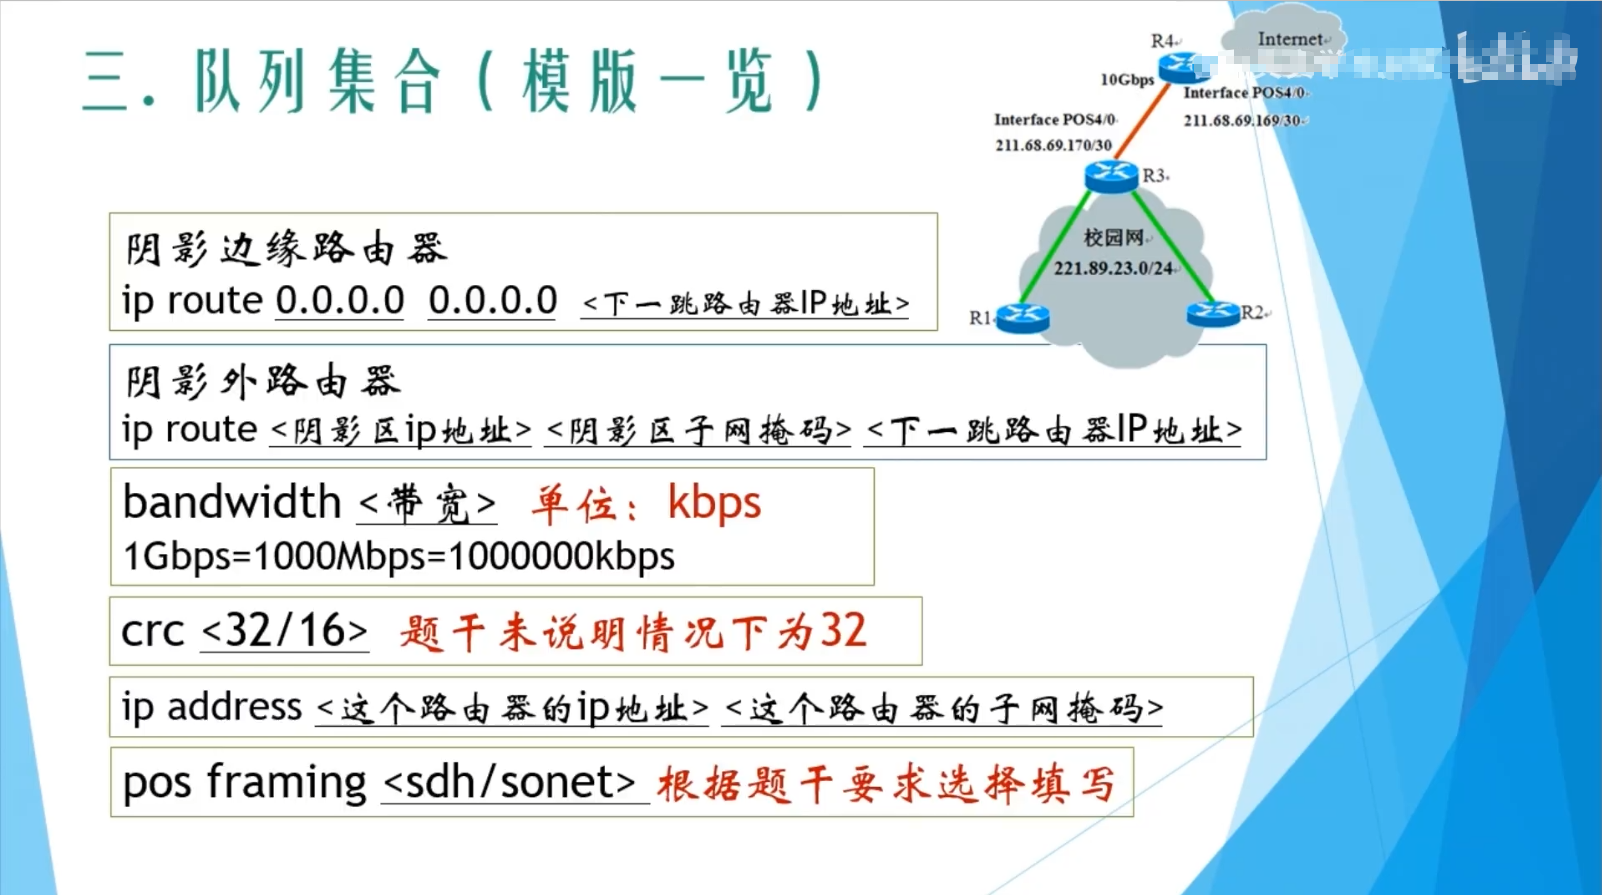 三. 队列集合（模版一览）
R4
Internet
10Gbps
Interface POS4/0
211.68.69.169/30
Interface POS4/0
211.68.69.170/30
R3
校园网
221.89.23.0/24
R1
R2
阴影边缘路由器
ip route 0.0.0.0 0.0.0.0 <下一跳路由器IP地址>
阴影外路由器
ip route <阴影区ip地址> <阴影区子网掩码> <下一跳路由器IP地址>
bandwidth <带宽> 单位：kbps
1Gbps=1000Mbps=1000000kbps
crc <32/16> 题干未说明情况下为32
ip address <这个路由器的ip地址> <这个路由器的子网掩码>
pos framing <sdh/sonet> 根据题干要求选择填写